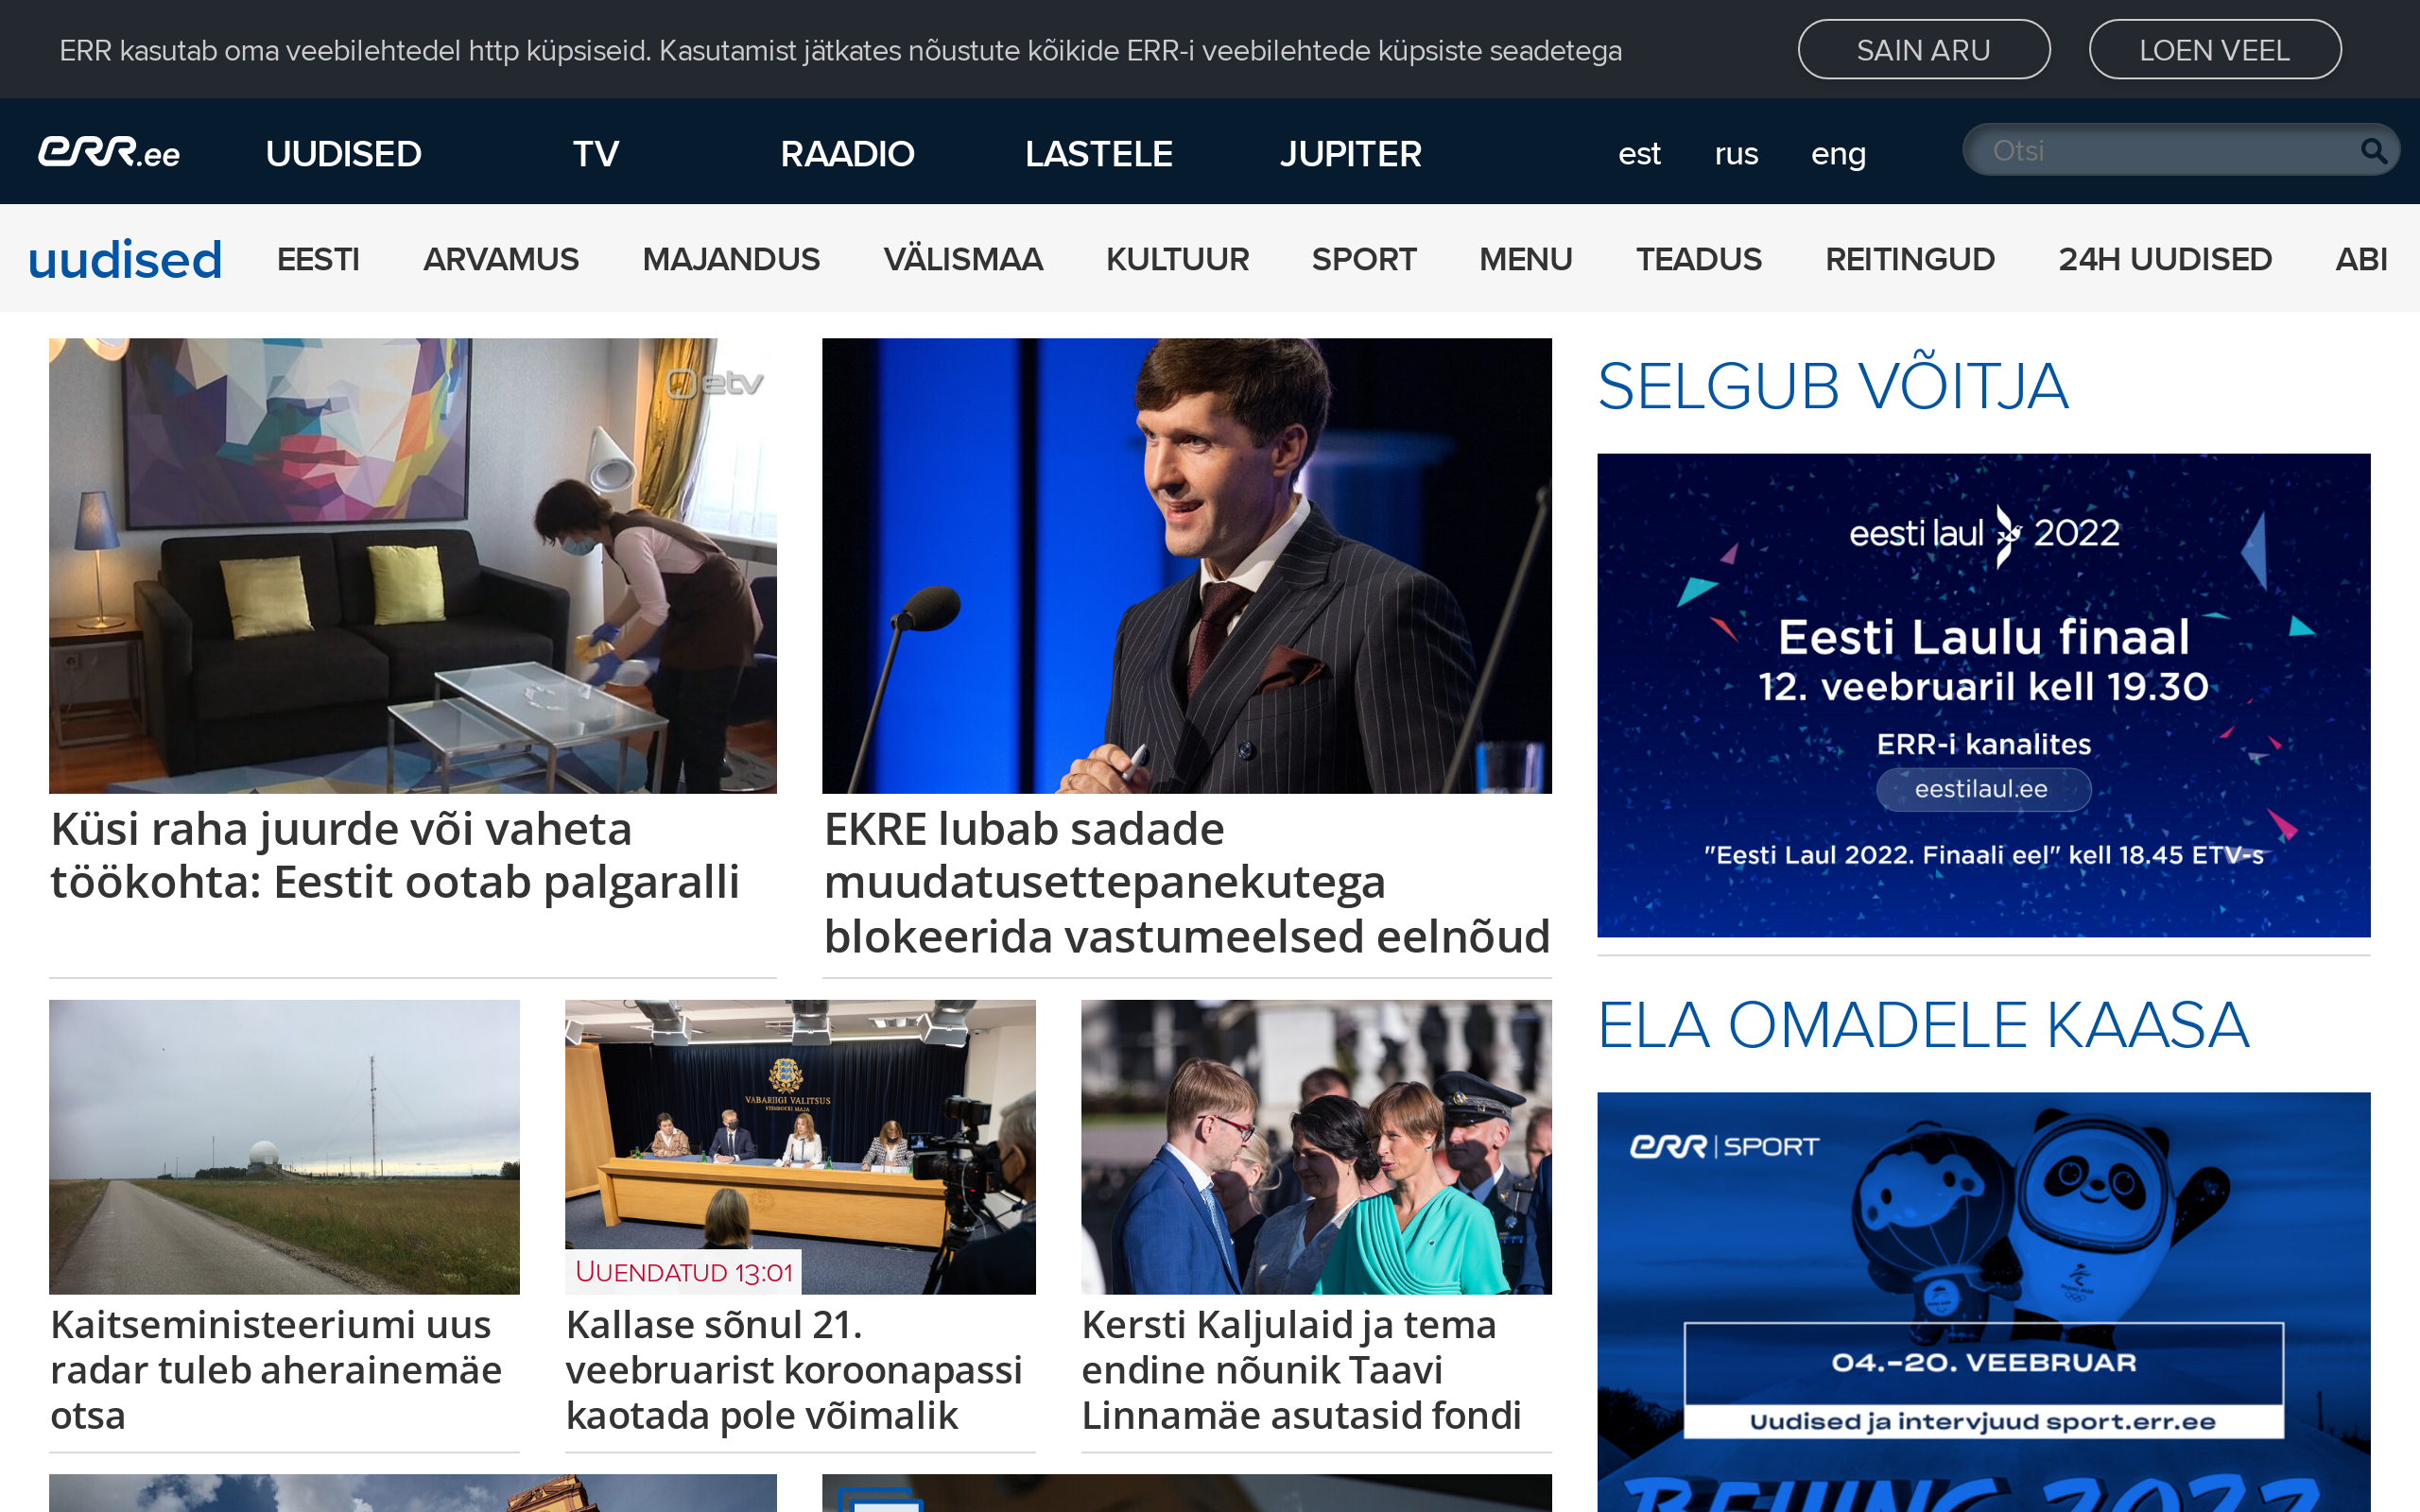 ERR kasutab oma veebilehtedel http küpsiseid. Kasutamist jätkates nõustute kõikide ERR-i veebilehtede küpsiste seadetega
SAIN ARU
LOEN VEEL
err.ee
UUDISED
TV
RAADIO
LASTELE
JUPITER
est
rus
eng
Otsi
uudised
EESTI
ARVAMUS
MAJANDUS
VÄLISMAA
KULTUUR
SPORT
MENU
TEADUS
REITINGUD
24H UUDISED
ABI
etv
Küsi raha juurde või vaheta
töökohta: Eestit ootab palgaralli
EKRE lubab sadade
muudatusettepanekutega
blokeerida vastumeelsed eelnõud
SELGUB VÕITJA
eesti laul 2022
Eesti Laulu finaal
12. veebruaril kell 19.30
ERR-i kanalites
eestilaul.ee
"Eesti Laul 2022. Finaali eel" kell 18.45 ETV-s
VABARIIGI VALITSUS
STENBOCKI MAJA
UUENDATUD 13:01
Kaitseministeeriumi uus
radar tuleb aherainemäe
otsa
Kallase sõnul 21.
veebruarist koroonapassi
kaotada pole võimalik
Kersti Kaljulaid ja tema
endine nõunik Taavi
Linnamäe asutasid fondi
ELA OMADELE KAASA
err | SPORT
04.–20. VEEBRUAR
Uudised ja intervjuud sport.err.ee
BEIJING 2022